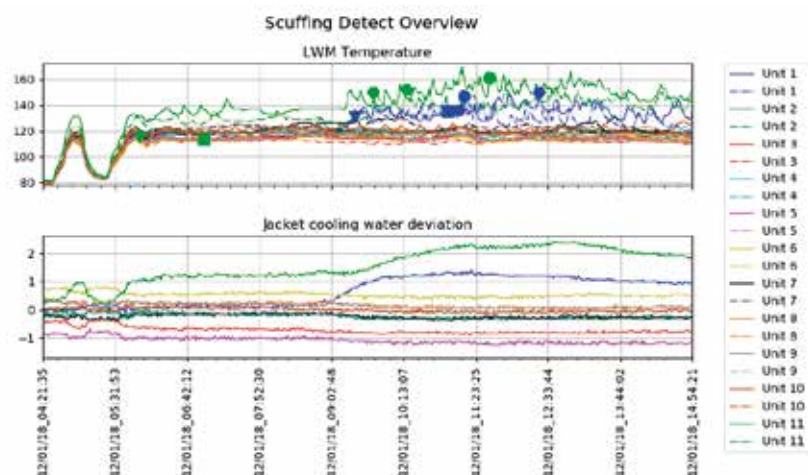 Scuffing Detect Overview
LWM Temperature
160
140
120
100
80
Jacket cooling water deviation
2
1
0
−1
12/01/18_04:21:35
12/01/18_05:31:53
12/01/18_06:42:12
12/01/18_07:52:30
12/01/18_09:02:48
12/01/18_10:13:07
12/01/18_11:23:25
12/01/18_12:33:44
12/01/18_13:44:02
12/01/18_14:54:21
Unit 1
Unit 1
Unit 2
Unit 2
Unit 3
Unit 3
Unit 4
Unit 4
Unit 5
Unit 5
Unit 6
Unit 6
Unit 7
Unit 7
Unit 8
Unit 8
Unit 9
Unit 9
Unit 10
Unit 10
Unit 11
Unit 11